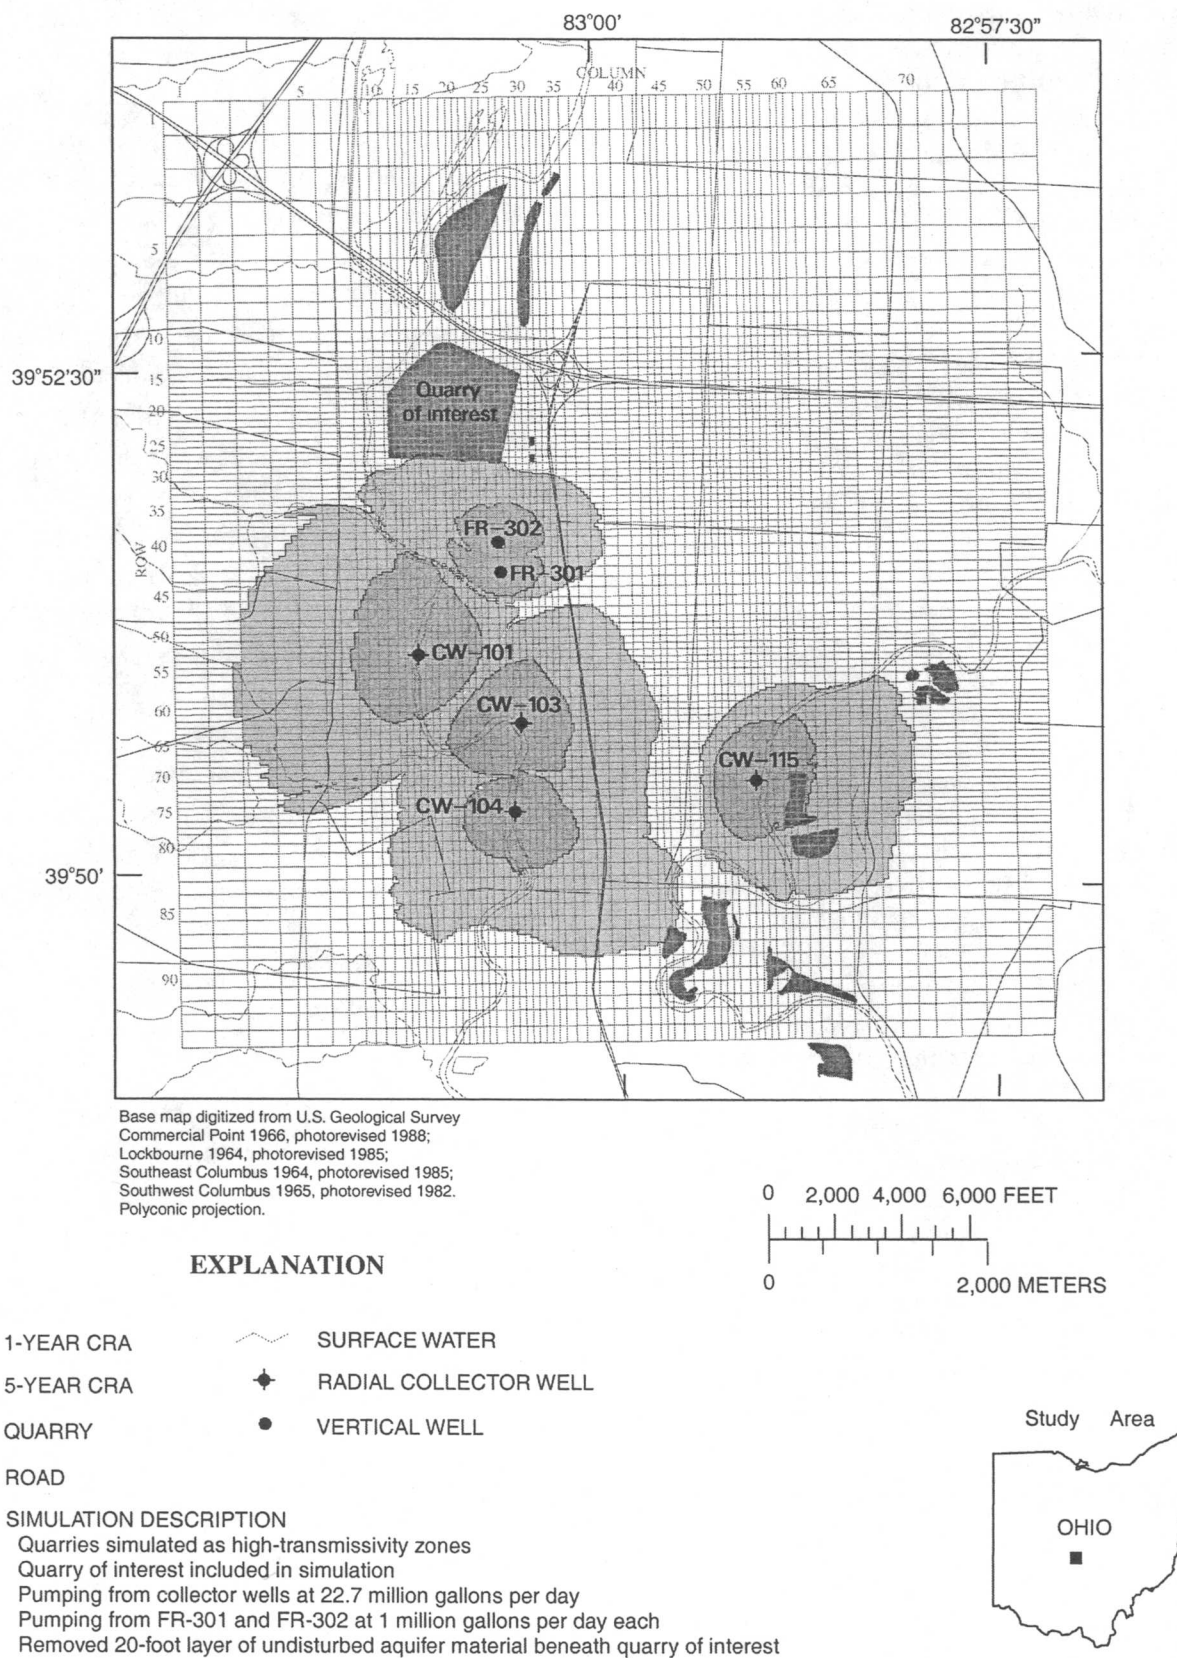 83°00'
82°57'30"
COLUMN
1 5 10 15 20 25 30 35 40 45 50 55 60 65 70
1
5
10
39°52'30"
15
Quarry
of interest
20
25
30
35
FR-302
40
ROW
FR-301
45
50
CW-101
55
CW-103
60
65
CW-115
70
CW-104
75
80
39°50'
85
90
Base map digitized from U.S. Geological Survey
Commercial Point 1966, photorevised 1988;
Lockbourne 1964, photorevised 1985;
Southeast Columbus 1964, photorevised 1985;
Southwest Columbus 1965, photorevised 1982.
Polyconic projection.
0 2,000 4,000 6,000 FEET
0 2,000 METERS
EXPLANATION
1-YEAR CRA
SURFACE WATER
5-YEAR CRA
RADIAL COLLECTOR WELL
QUARRY
VERTICAL WELL
ROAD
Study Area
OHIO
SIMULATION DESCRIPTION
Quarries simulated as high-transmissivity zones
Quarry of interest included in simulation
Pumping from collector wells at 22.7 million gallons per day
Pumping from FR-301 and FR-302 at 1 million gallons per day each
Removed 20-foot layer of undisturbed aquifer material beneath quarry of interest